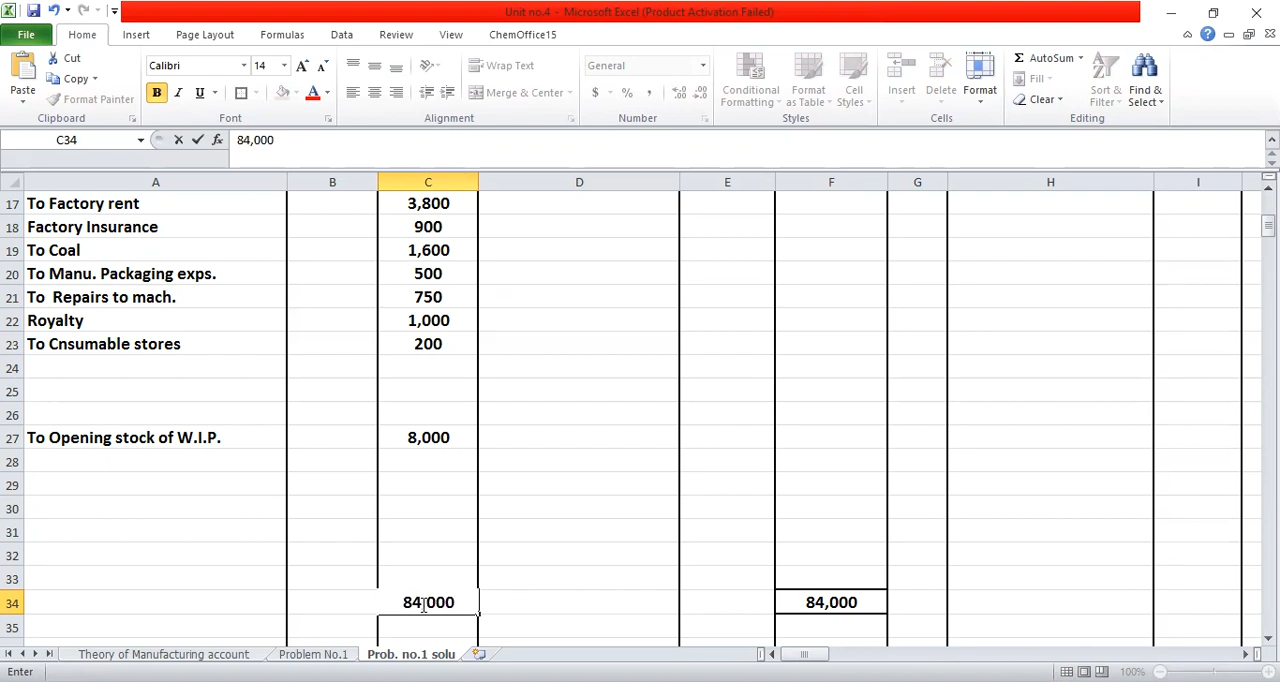 Unit no.4 - Microsoft Excel (Product Activation Failed)
File Home Insert Page Layout Formulas Data Review View ChemOffice15
Paste
Cut
Copy
Format Painter
Clipboard
Calibri 14
B I U
Font
Wrap Text
Merge & Center
Alignment
General
$ % ,
Number
Conditional Formatting
Format as Table
Cell Styles
Styles
Insert Delete Format
Cells
AutoSum
Fill
Clear
Sort & Filter
Find & Select
Editing
C34 fx 84,000
A B C D E F G H I
17 To Factory rent 3,800
18 Factory Insurance 900
19 To Coal 1,600
20 To Manu. Packaging exps. 500
21 To Repairs to mach. 750
22 Royalty 1,000
23 To Cnsumable stores 200
24
25
26
27 To Opening stock of W.I.P. 8,000
28
29
30
31
32
33
34 84,000 84,000
35
Theory of Manufacturing account Problem No.1 Prob. no.1 solu
Enter 100%